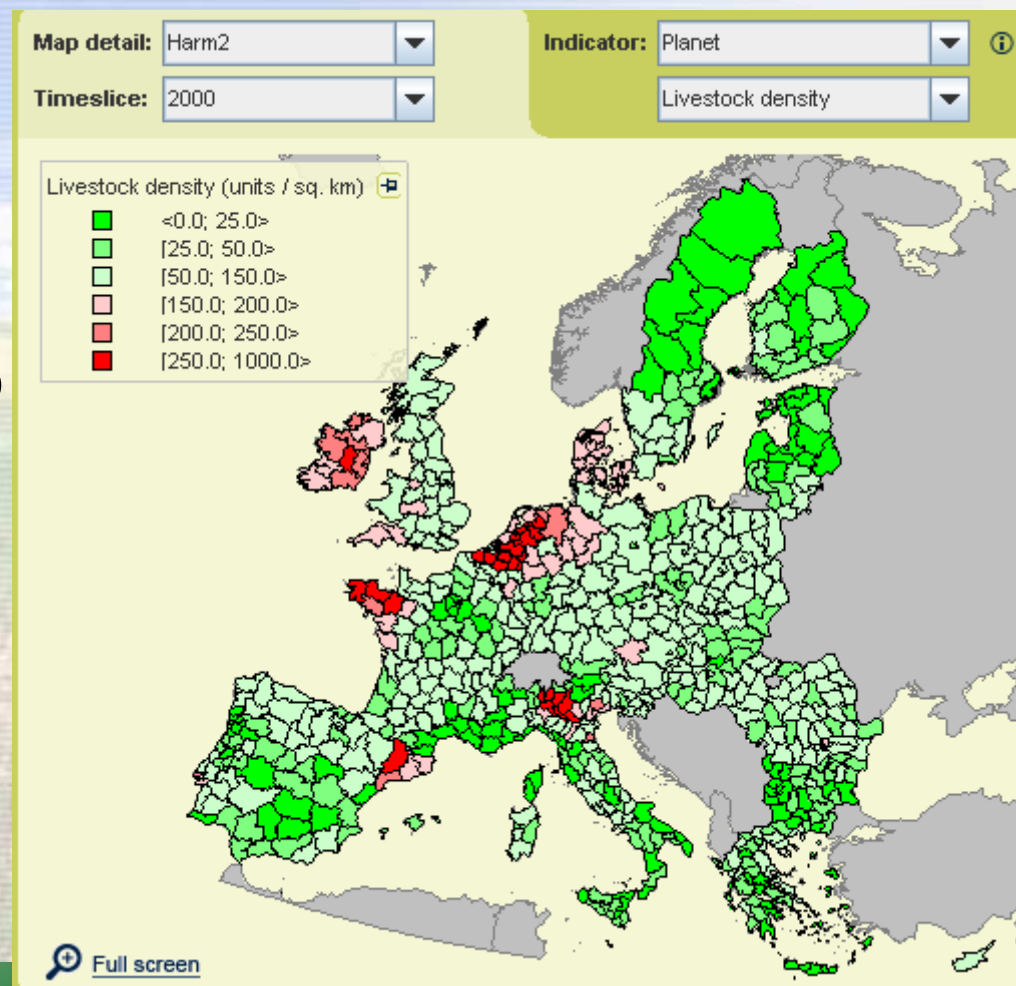 Map detail: Harm2
Indicator: Planet
Timeslice: 2000
Livestock density
Livestock density (units / sq. km)
<0.0; 25.0>
[25.0; 50.0>
[50.0; 150.0>
[150.0; 200.0>
[200.0; 250.0>
[250.0; 1000.0>
Full screen